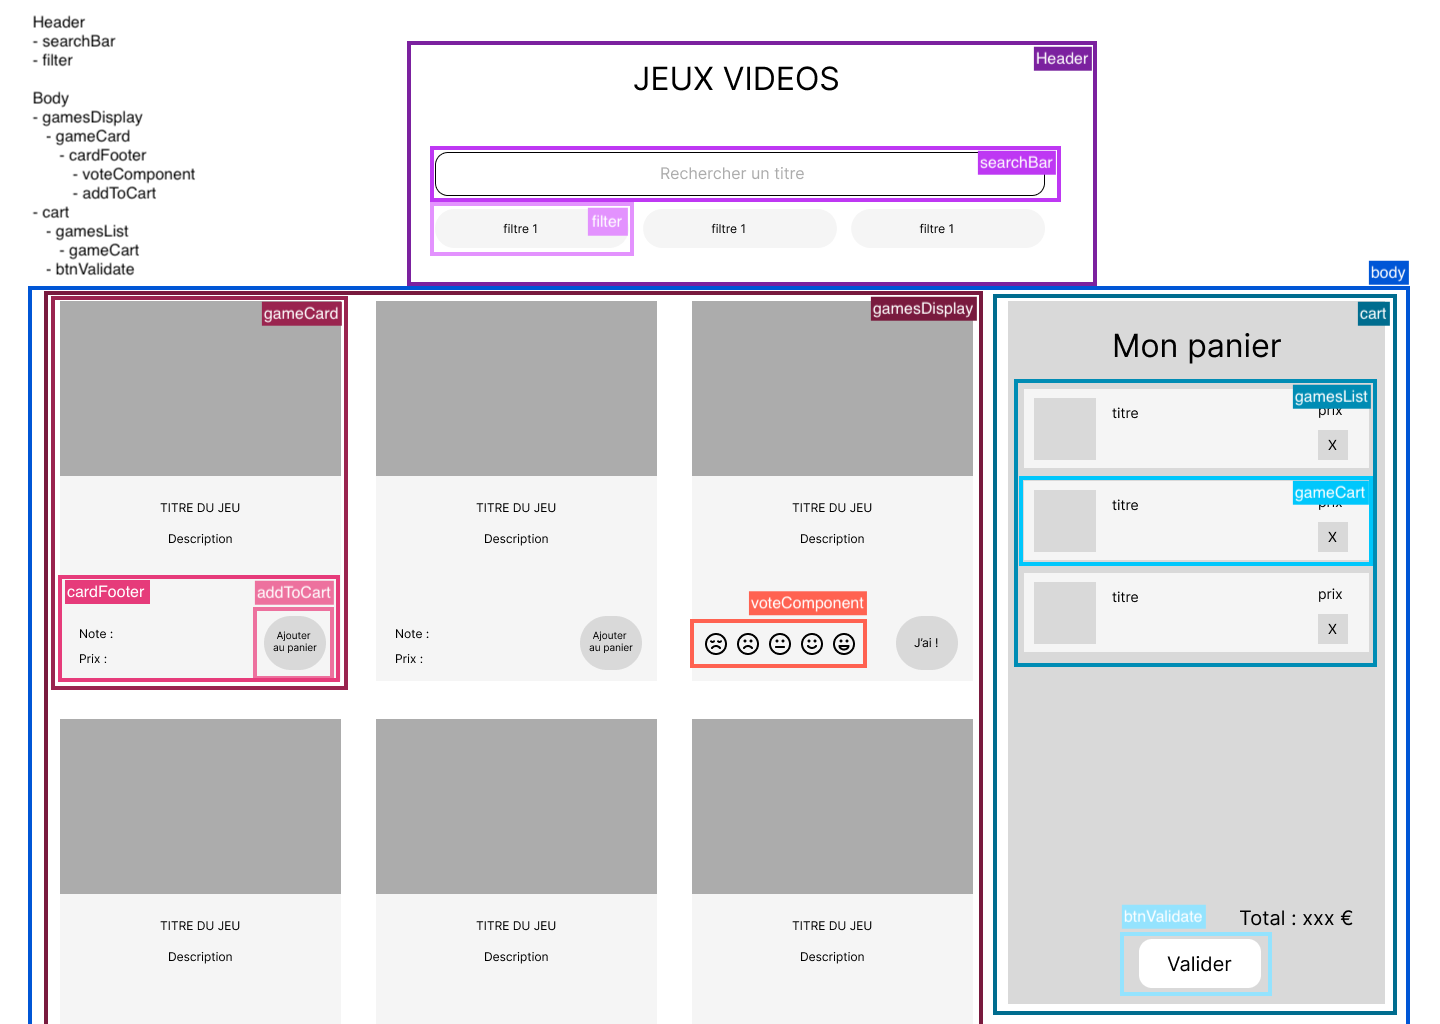 Header
- searchBar
- filter
Body
- gamesDisplay
- gameCard
- cardFooter
- voteComponent
- addToCart
- cart
- gamesList
- gameCart
- btnValidate
Header
JEUX VIDEOS
searchBar
Rechercher un titre
filter
filtre 1
filtre 1
filtre 1
body
gameCard
gamesDisplay
TITRE DU JEU
Description
TITRE DU JEU
Description
TITRE DU JEU
Description
cardFooter
addToCart
Note :
Prix :
Ajouter
au panier
Note :
Prix :
Ajouter
au panier
voteComponent
J'ai !
TITRE DU JEU
Description
TITRE DU JEU
Description
TITRE DU JEU
Description
cart
Mon panier
gamesList
titre
prix
X
gameCart
titre
prix
X
titre
prix
X
btnValidate
Total : xxx €
Valider